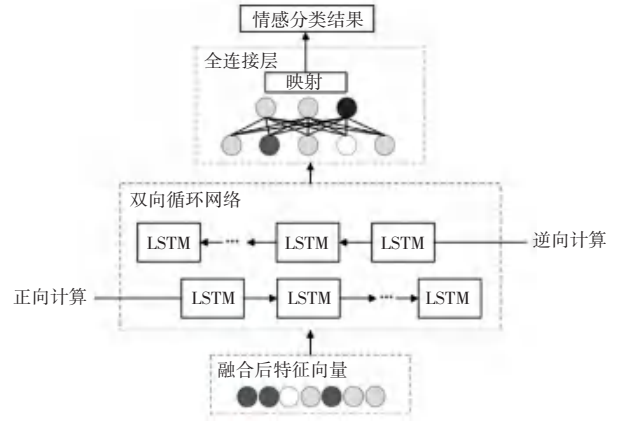 情感分类结果
全连接层
映射
双向循环网络
LSTM ··· LSTM LSTM 逆向计算
正向计算 LSTM LSTM ··· LSTM
融合后特征向量